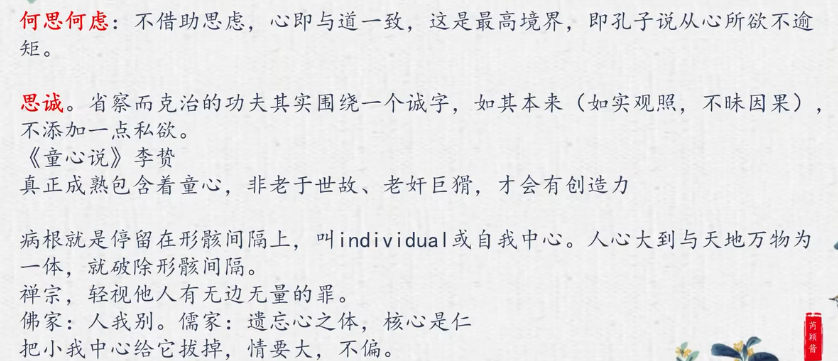 何思何虑：不借助思虑，心即与道一致，这是最高境界，即孔子说从心所欲不逾
矩。
思诚。省察而克治的功夫其实围绕一个诚字，如其本来（如实观照，不昧因果），
不添加一点私欲。
《童心说》李贽
真正成熟包含着童心，非老于世故、老奸巨猾，才会有创造力
病根就是停留在形骸间隔上，叫individual或自我中心。人心大到与天地万物为
一体，就破除形骸间隔。
禅宗，轻视他人有无边无量的罪。
佛家：人我别。儒家：遗忘心之体，核心是仁
把小我中心给它拔掉，情要大，不偏。
芮颖音